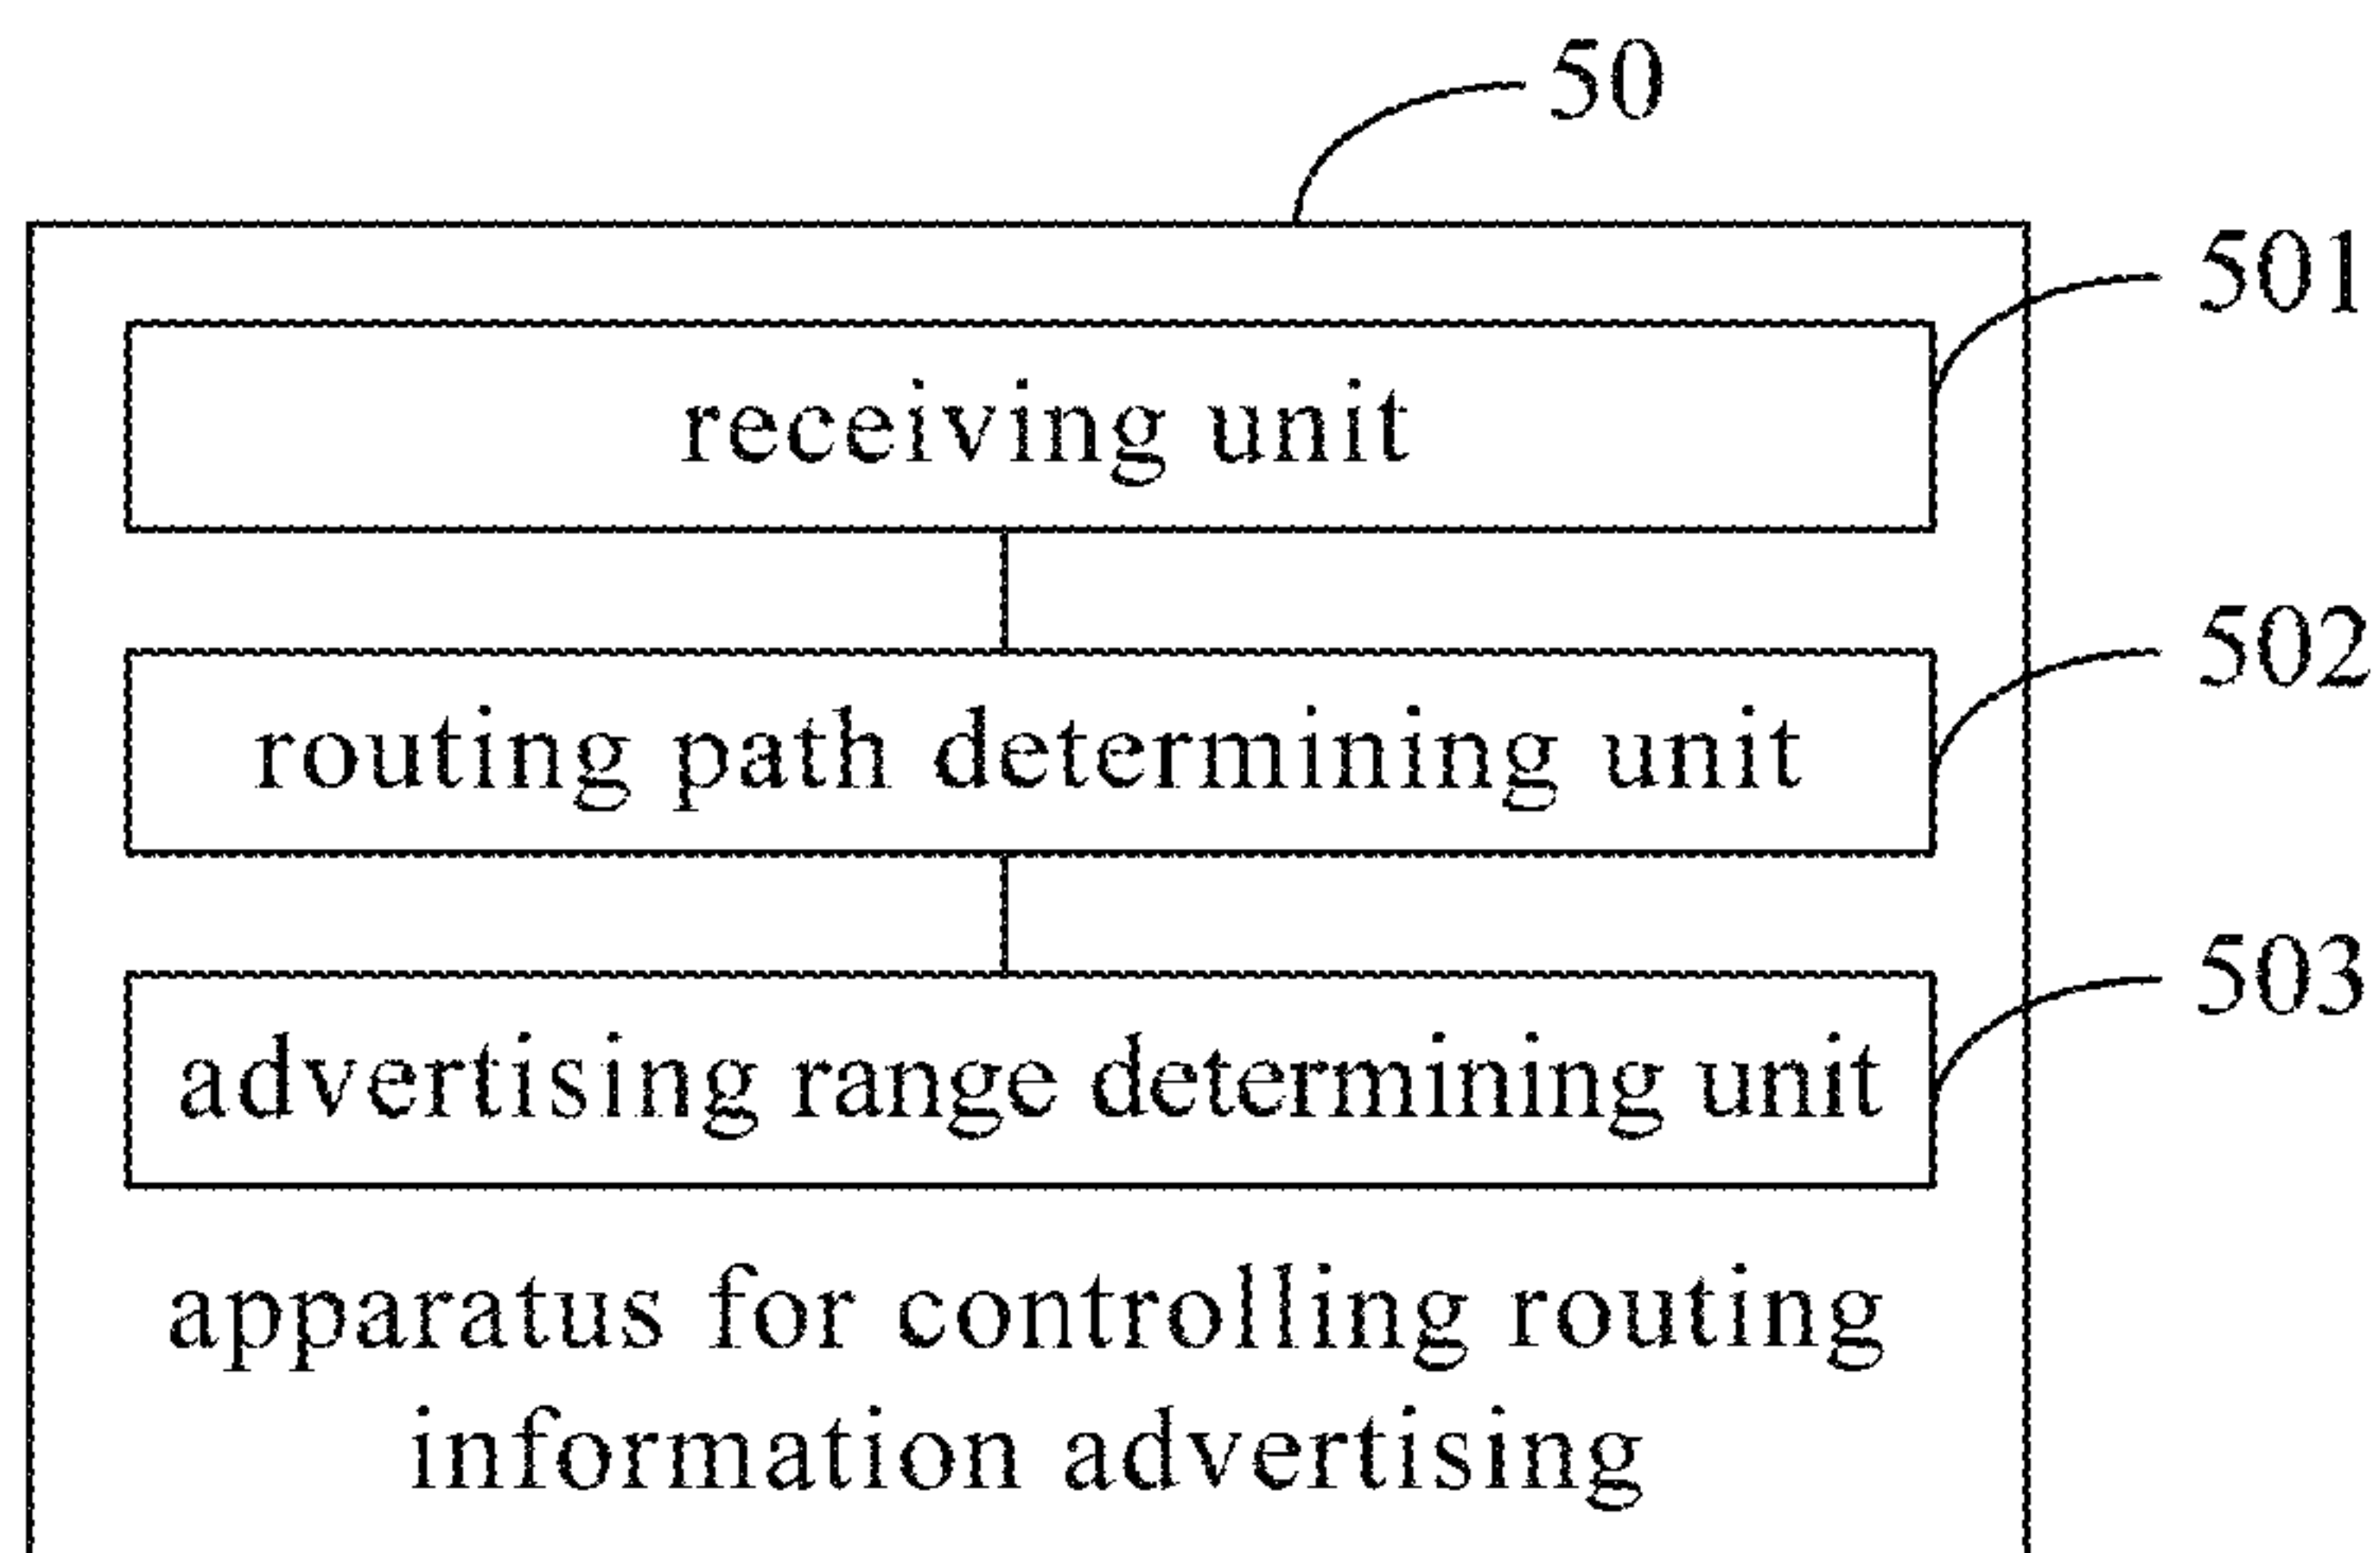 50
501
receiving unit
502
routing path determining unit
503
advertising range determining unit
apparatus for controlling routing
information advertising